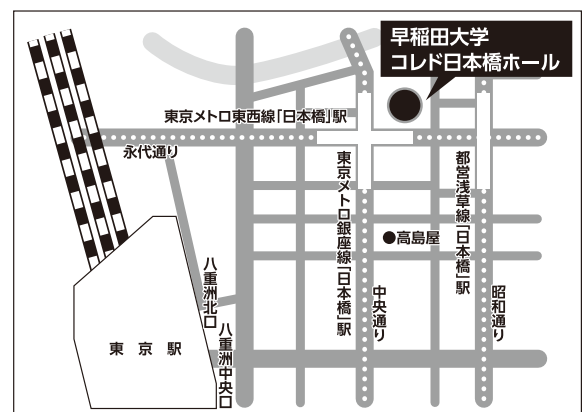 早稲田大学
コレド日本橋ホール
東京メトロ東西線「日本橋」駅
永代通り
東京メトロ銀座線「日本橋」駅
都営浅草線「日本橋」駅
●高島屋
八重洲北口
中央通り
昭和通り
東京駅
八重洲中央口